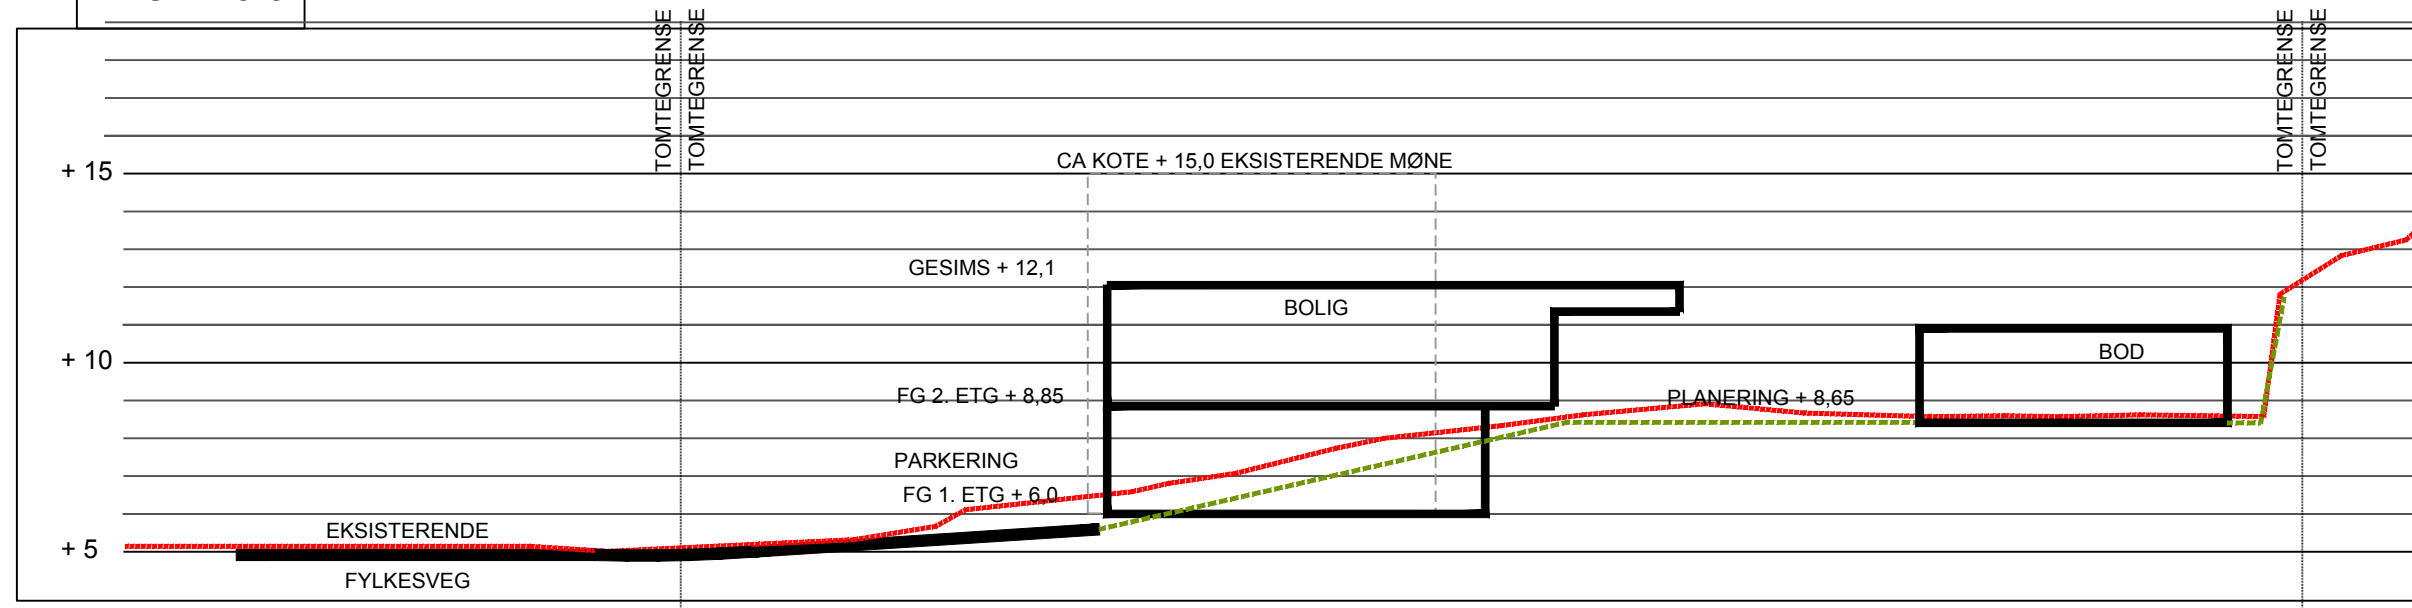 TOMTEGRENSE
TOMTEGRENSE
TOMTEGRENSE
TOMTEGRENSE
CA KOTE + 15,0 EKSISTERENDE MØNE
+ 15
GESIMS + 12,1
BOLIG
+ 10
BOD
FG 2. ETG + 8,85
PLANERING + 8,65
PARKERING
FG 1. ETG + 6,0
EKSISTERENDE
+ 5
FYLKESVEG